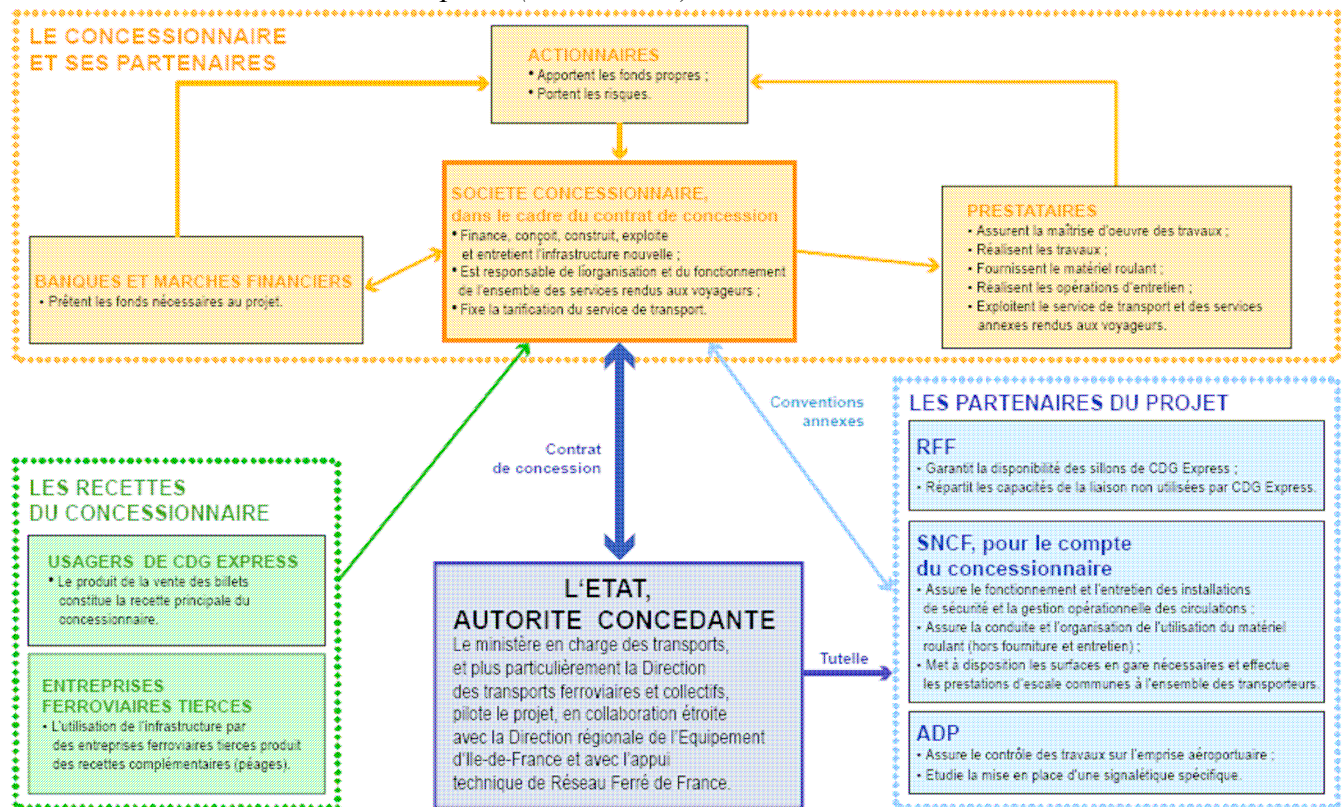 LE CONCESSIONNAIRE
ET SES PARTENAIRES
ACTIONNAIRES
• Apportent les fonds propres ;
• Portent les risques.
SOCIETE CONCESSIONNAIRE,
dans le cadre du contrat de concession
• Finance, conçoit, construit, exploite
et entretient l'infrastructure nouvelle ;
• Est responsable de liorganisation et du fonctionnement
de l'ensemble des services rendus aux voyageurs ;
• Fixe la tarification du service de transport.
BANQUES ET MARCHES FINANCIERS
• Prêtent les fonds nécessaires au projet.
PRESTATAIRES
• Assurent la maîtrise d'oeuvre des travaux ;
• Réalisent les travaux ;
• Fournissent le matériel roulant ;
• Réalisent les opérations d'entretien ;
• Exploitent le service de transport et des services
annexes rendus aux voyageurs.
Contrat
de concession
Conventions
annexes
LES RECETTES
DU CONCESSIONNAIRE
USAGERS DE CDG EXPRESS
• Le produit de la vente des billets
constitue la recette principale du
concessionnaire.
ENTREPRISES
FERROVIAIRES TIERCES
• L'utilisation de l'infrastructure par
des entreprises ferroviaires tierces produit
des recettes complémentaires (péages).
L'ETAT,
AUTORITE CONCEDANTE
Le ministère en charge des transports,
et plus particulièrement la Direction
des transports ferroviaires et collectifs,
pilote le projet, en collaboration étroite
avec la Direction régionale de l'Equipement
d'Ile-de-France et avec l'appui
technique de Réseau Ferré de France.
Tutelle
LES PARTENAIRES DU PROJET
RFF
• Garantit la disponibilité des sillons de CDG Express ;
• Répartit les capacités de la liaison non utilisées par CDG Express.
SNCF, pour le compte
du concessionnaire
• Assure le fonctionnement et l'entretien des installations
de sécurité et la gestion opérationnelle des circulations ;
• Assure la conduite et l'organisation de l'utilisation du matériel
roulant (hors fourniture et entretien) ;
• Met à disposition les surfaces en gare nécessaires et effectue
les prestations d'escale communes à l'ensemble des transporteurs
ADP
• Assure le contrôle des travaux sur l'emprise aéroportuaire ;
• Etudie la mise en place d'une signalétique spécifique.